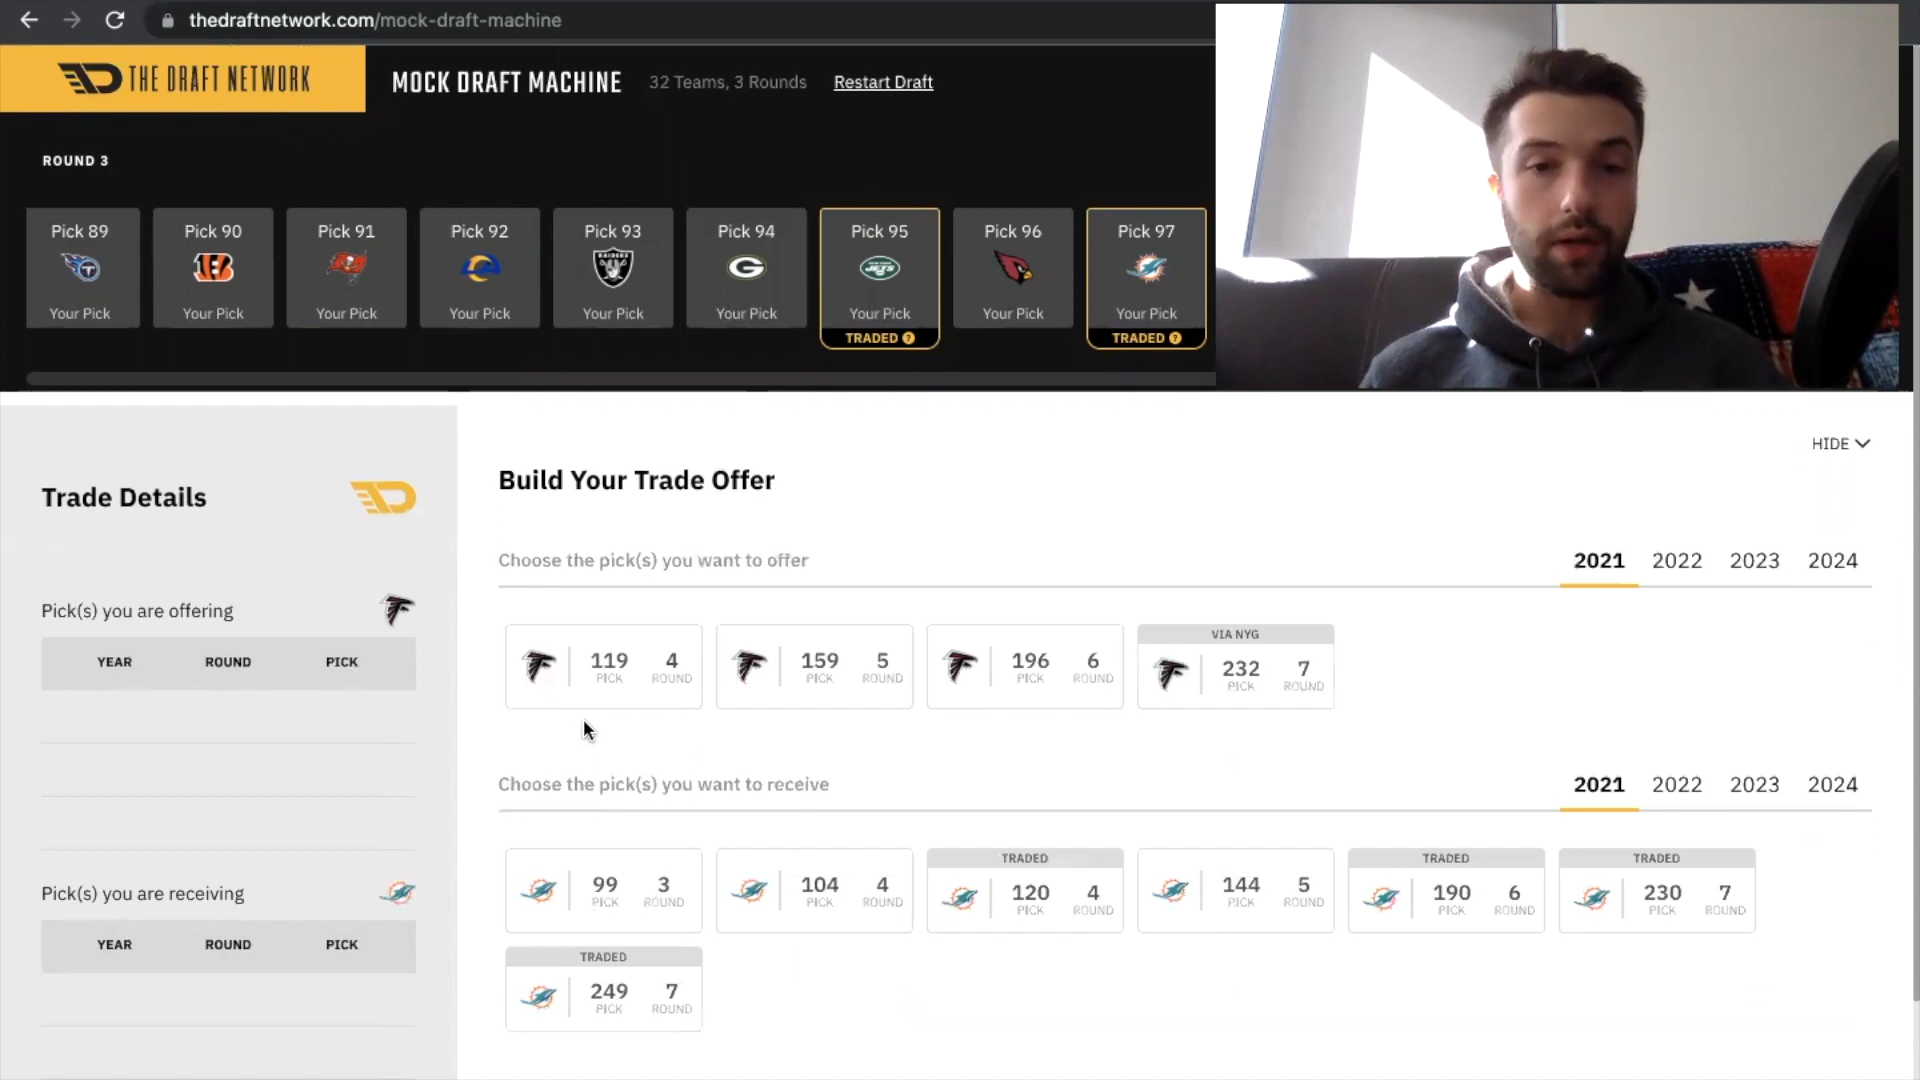 thedraftnetwork.com/mock-draft-machine
THE DRAFT NETWORK
MOCK DRAFT MACHINE
32 Teams, 3 Rounds
Restart Draft
ROUND 3
Pick 89
Pick 90
Pick 91
Pick 92
Pick 93
Pick 94
Pick 95
Pick 96
Pick 97
RAIDERS
JETS
Your Pick
Your Pick
Your Pick
Your Pick
Your Pick
Your Pick
Your Pick
Your Pick
Your Pick
TRADED ?
TRADED ?
HIDE
Trade Details
Build Your Trade Offer
Choose the pick(s) you want to offer
2021 2022 2023 2024
Pick(s) you are offering
YEAR ROUND PICK
119 4
PICK ROUND
159 5
PICK ROUND
196 6
PICK ROUND
VIA NYG
232 7
PICK ROUND
Choose the pick(s) you want to receive
2021 2022 2023 2024
Pick(s) you are receiving
YEAR ROUND PICK
99 3
PICK ROUND
104 4
PICK ROUND
TRADED
120 4
PICK ROUND
144 5
PICK ROUND
TRADED
190 6
PICK ROUND
TRADED
230 7
PICK ROUND
TRADED
249 7
PICK ROUND